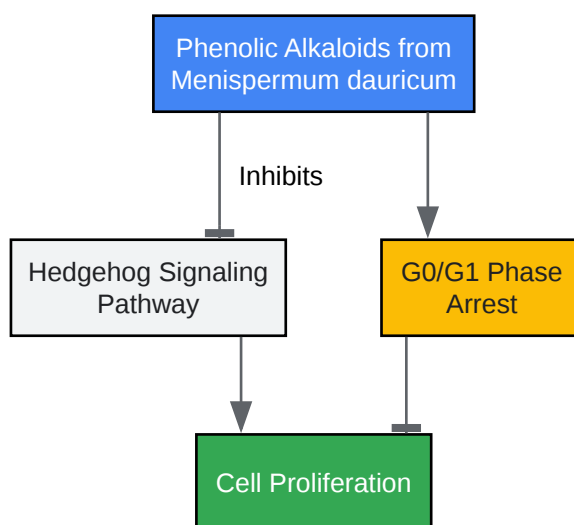 Phenolic Alkaloids from
Menispermum dauricum
Inhibits
Hedgehog Signaling
Pathway
G0/G1 Phase
Arrest
Cell Proliferation